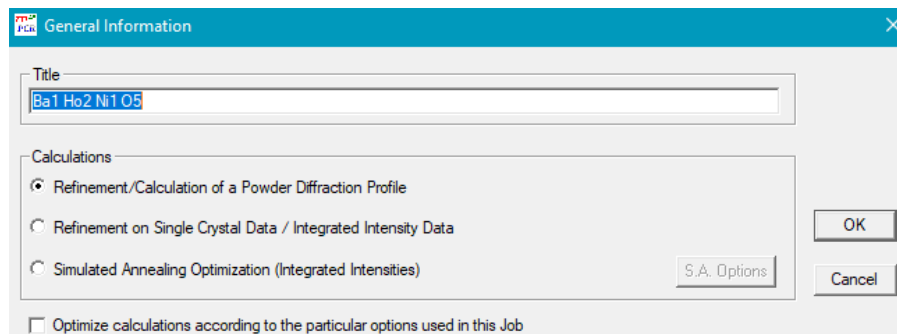 General Information
Title
Ba1 Ho2 Ni1 O5
Calculations
Refinement/Calculation of a Powder Diffraction Profile
Refinement on Single Crystal Data / Integrated Intensity Data
Simulated Annealing Optimization (Integrated Intensities)
S.A. Options
OK
Cancel
Optimize calculations according to the particular options used in this Job